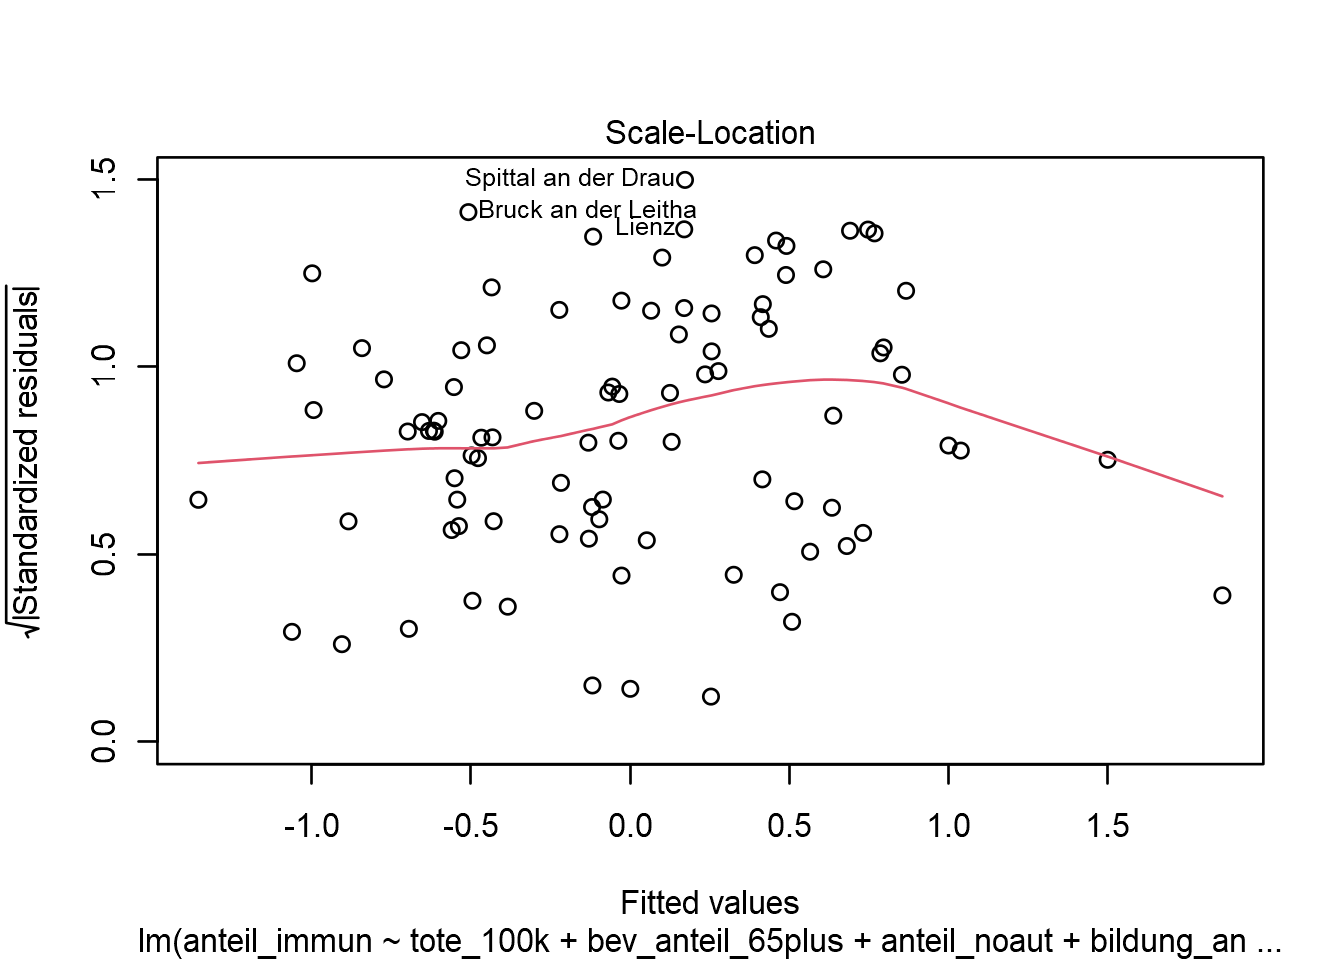 Scale-Location
Spittal an der Drau
Bruck an der Leitha
Lienz
√|Standardized residuals|
1.5
1.0
0.5
0.0
-1.0 -0.5 0.0 0.5 1.0 1.5
Fitted values
lm(anteil_immun ~ tote_100k + bev_anteil_65plus + anteil_noaut + bildung_an ...